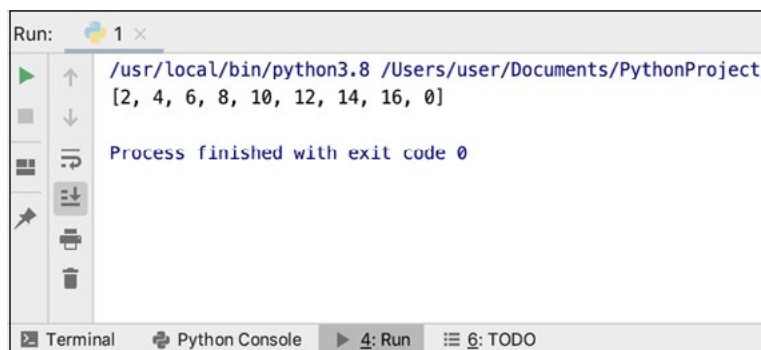 Run: 1
/usr/local/bin/python3.8 /Users/user/Documents/PythonProject
[2, 4, 6, 8, 10, 12, 14, 16, 0]
Process finished with exit code 0
Terminal Python Console 4: Run 6: TODO